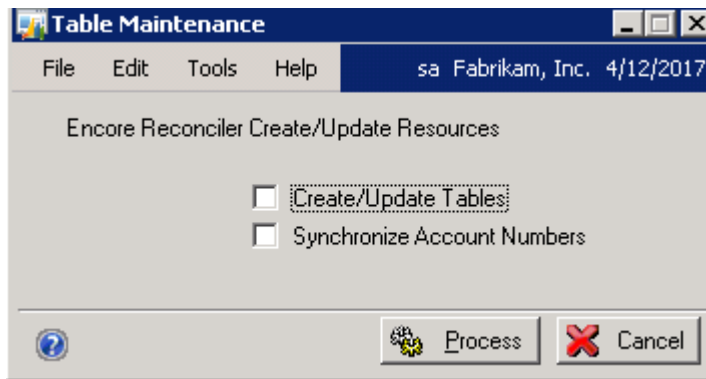 Table Maintenance
File Edit Tools Help sa Fabrikam, Inc. 4/12/2017
Encore Reconciler Create/Update Resources
Create/Update Tables
Synchronize Account Numbers
Process Cancel